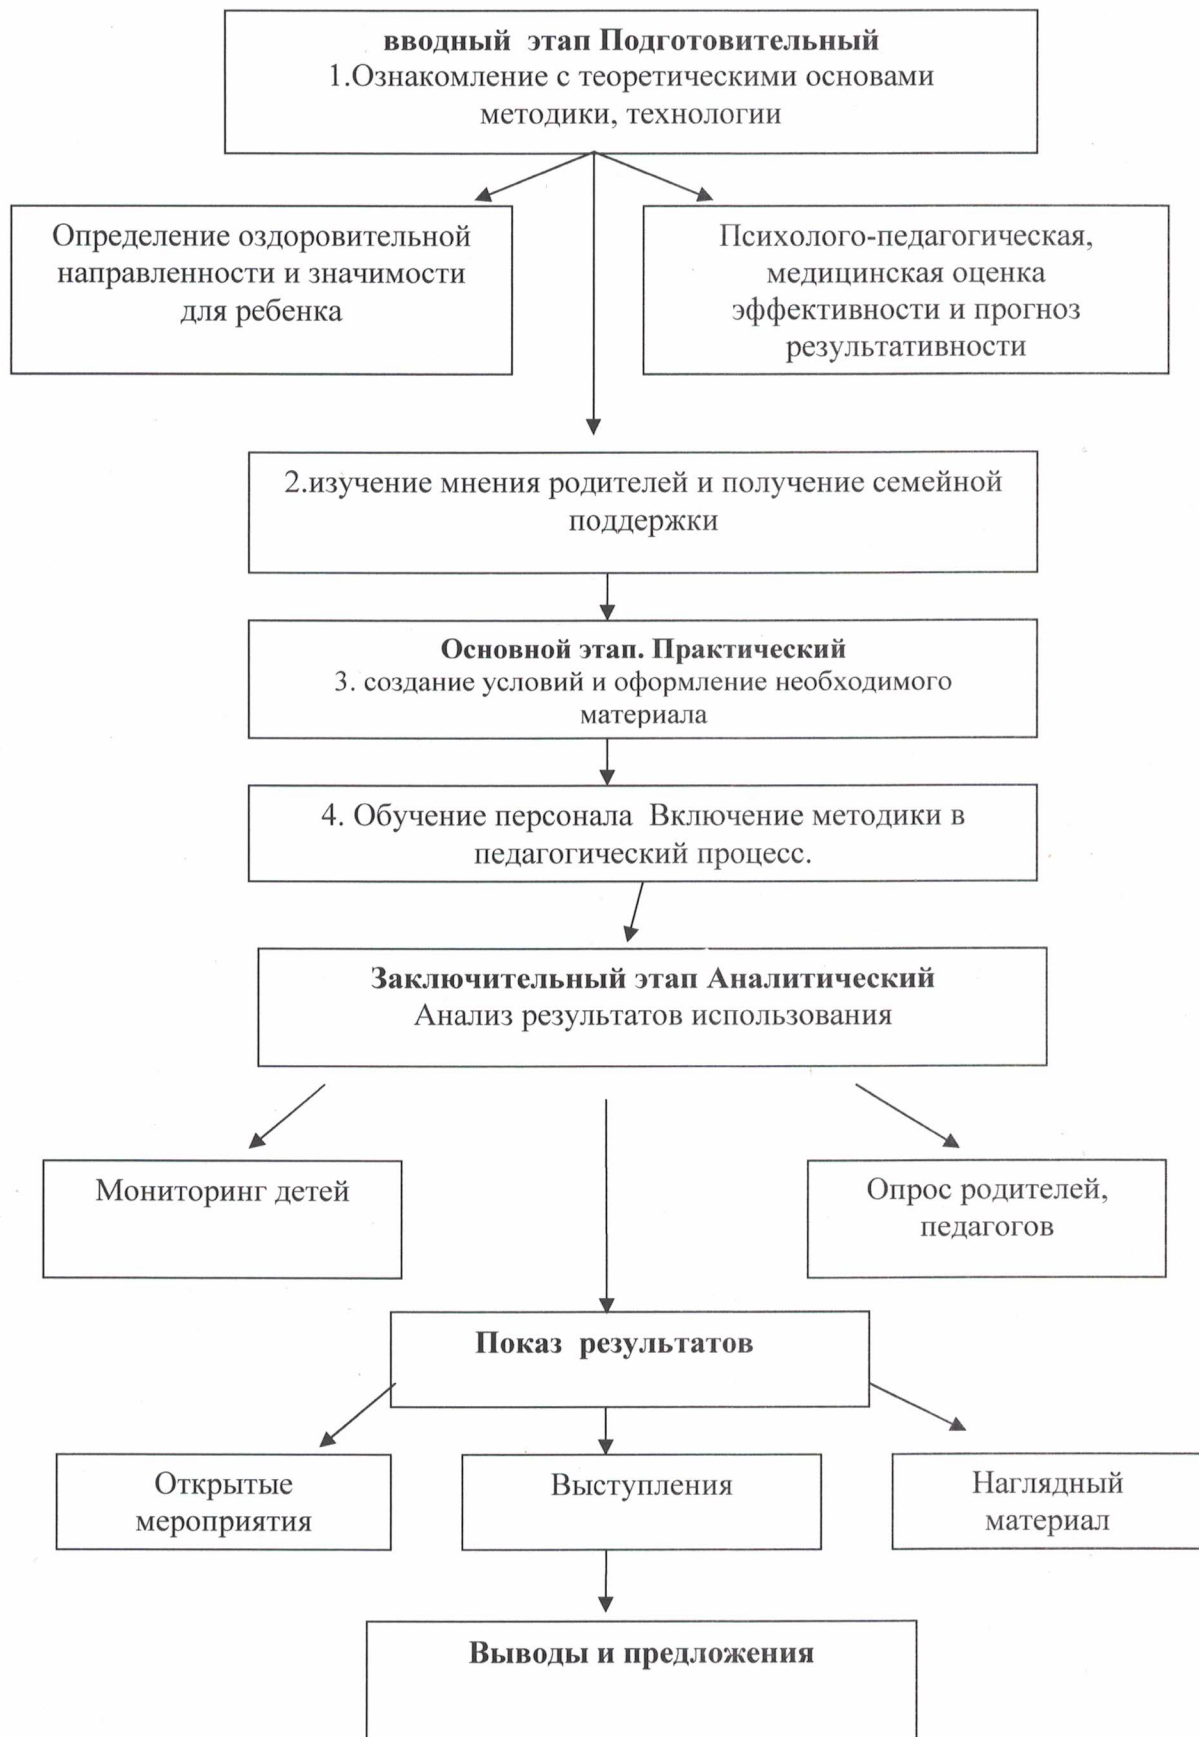 вводный этап Подготовительный
1.Ознакомление с теоретическими основами
методики, технологии
Определение оздоровительной
направленности и значимости
для ребенка
Психолого-педагогическая,
медицинская оценка
эффективности и прогноз
результативности
2.изучение мнения родителей и получение семейной
поддержки
Основной этап. Практический
3. создание условий и оформление необходимого
материала
4. Обучение персонала Включение методики в
педагогический процесс.
Заключительный этап Аналитический
Анализ результатов использования
Мониторинг детей
Опрос родителей,
педагогов
Показ результатов
Открытые
мероприятия
Выступления
Наглядный
материал
Выводы и предложения